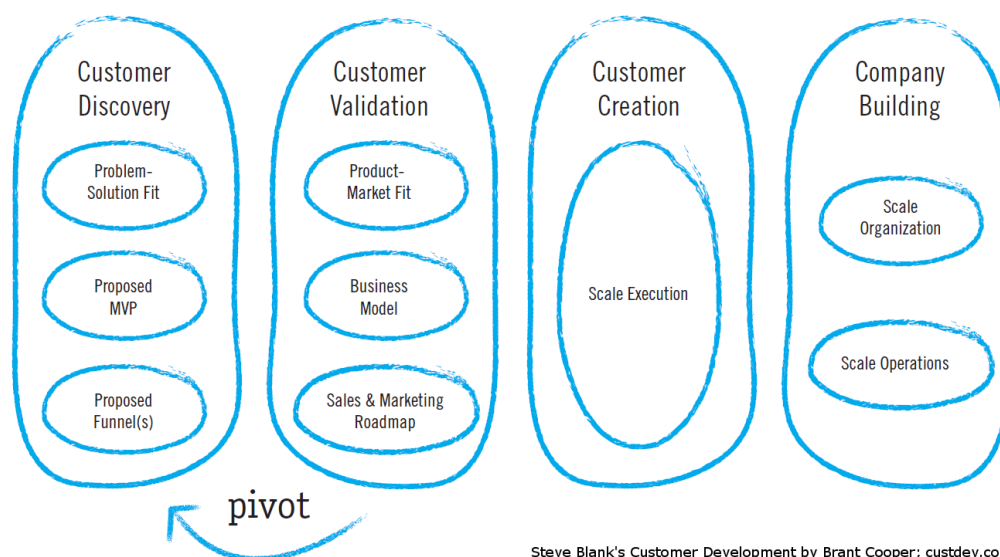 Customer
Discovery
Problem-
Solution Fit
Proposed
MVP
Proposed
Funnel(s)
Customer
Validation
Product-
Market Fit
Business
Model
Sales & Marketing
Roadmap
Customer
Creation
Scale Execution
Company
Building
Scale
Organization
Scale Operations
pivot
Steve Blank's Customer Development by Brant Cooper; custdev.co